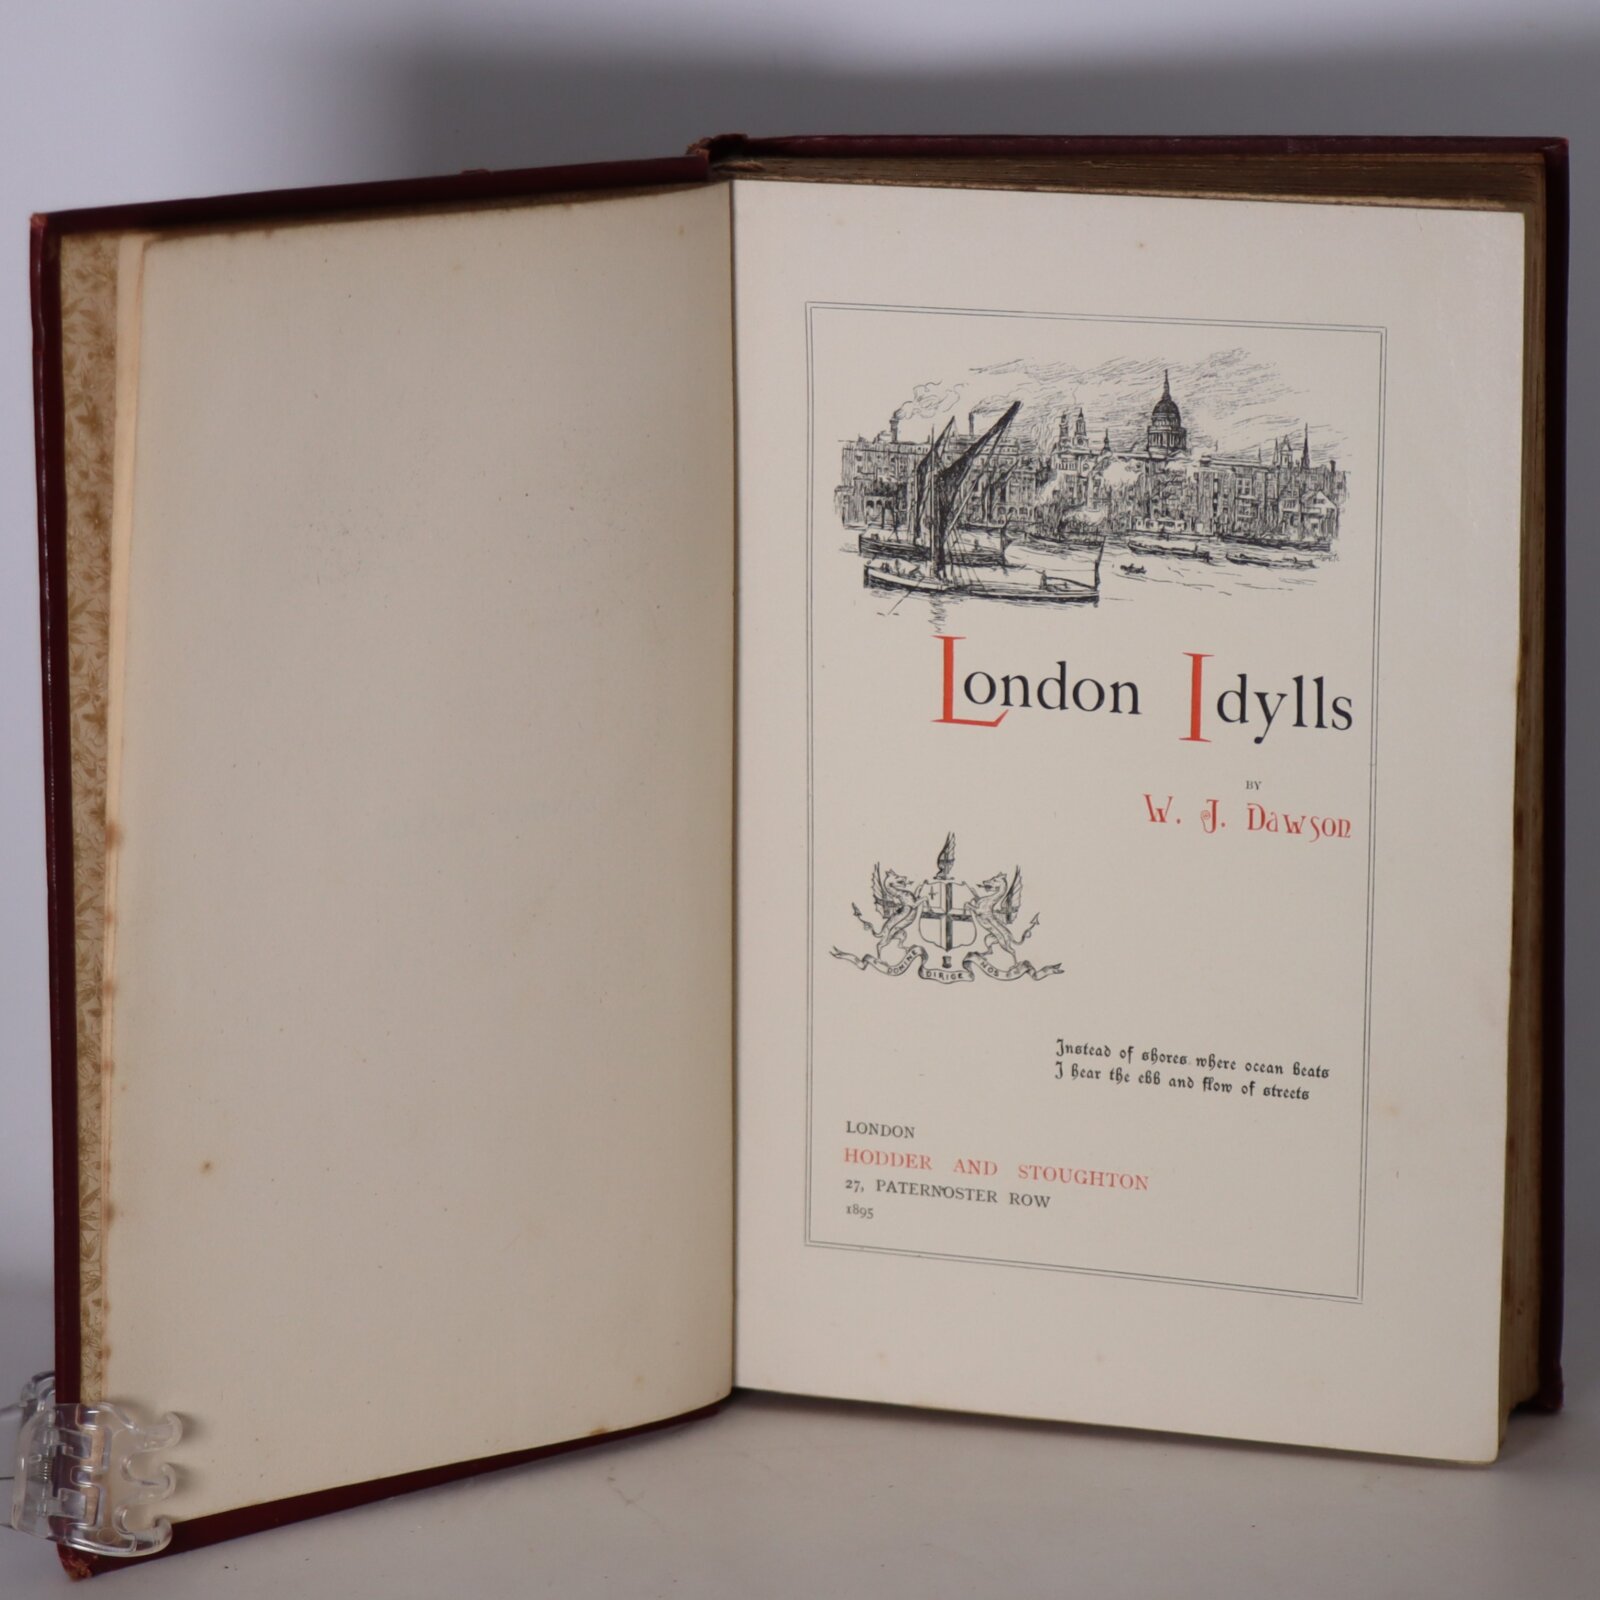 London Idylls
BY
W. J. Dawson
DOMINE DIRIGE NOS
Instead of shores where ocean beats
I hear the ebb and flow of streets
LONDON
HODDER AND STOUGHTON
27, PATERNOSTER ROW
1895